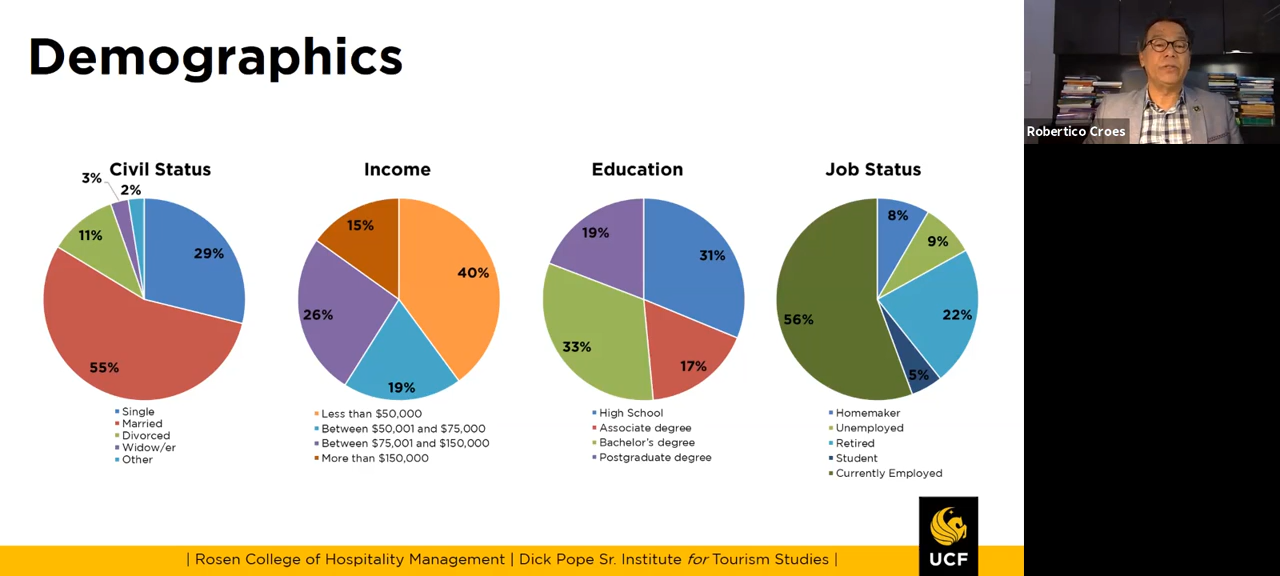 Demographics
Civil Status
3%
2%
11%
29%
55%
Single
Married
Divorced
Widow/er
Other
Income
15%
40%
26%
19%
Less than $50,000
Between $50,001 and $75,000
Between $75,001 and $150,000
More than $150,000
Education
19%
31%
33%
17%
High School
Associate degree
Bachelor's degree
Postgraduate degree
Job Status
8%
9%
56%
22%
5%
Homemaker
Unemployed
Retired
Student
Currently Employed
| Rosen College of Hospitality Management | Dick Pope Sr. Institute for Tourism Studies |
UCF
Robertico Croes